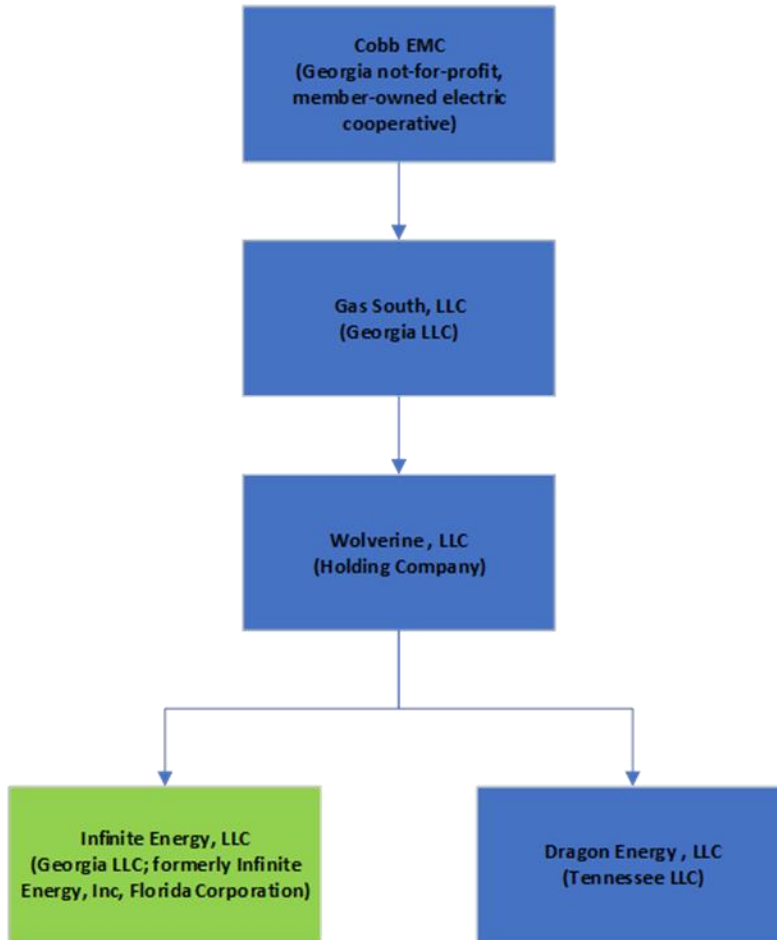 Cobb EMC
(Georgia not-for-profit,
member-owned electric
cooperative)
Gas South, LLC
(Georgia LLC)
Wolverine , LLC
(Holding Company)
Infinite Energy, LLC
(Georgia LLC; formerly Infinite
Energy, Inc, Florida Corporation)
Dragon Energy , LLC
(Tennessee LLC)